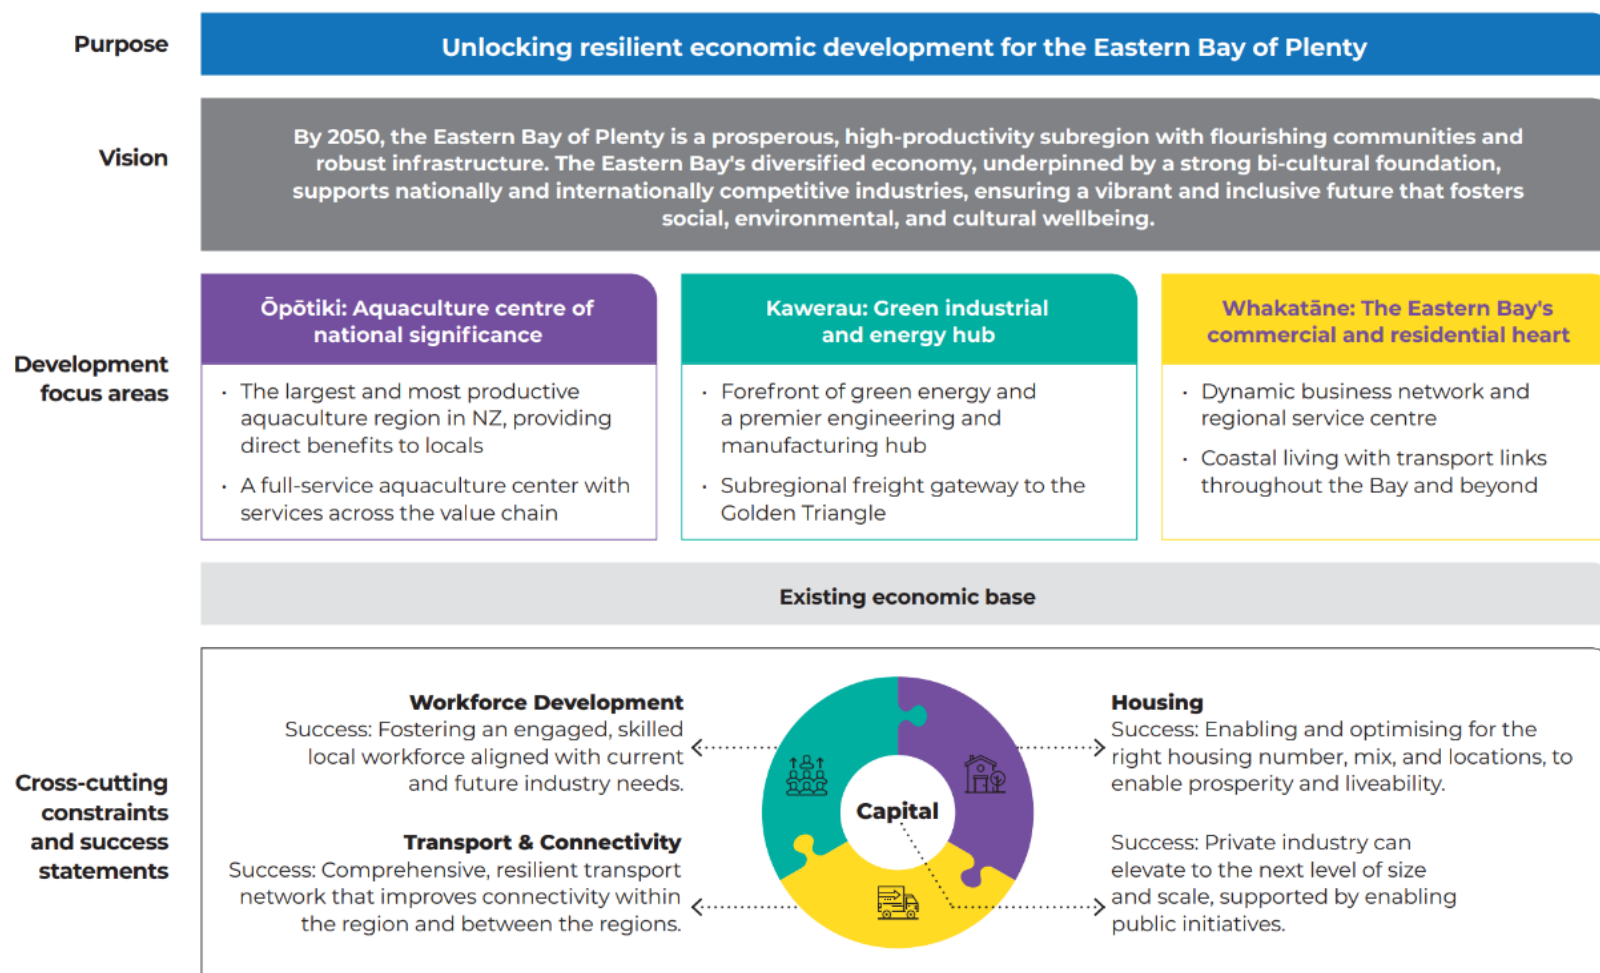 Purpose
Unlocking resilient economic development for the Eastern Bay of Plenty
Vision
By 2050, the Eastern Bay of Plenty is a prosperous, high-productivity subregion with flourishing communities and
robust infrastructure. The Eastern Bay's diversified economy, underpinned by a strong bi-cultural foundation,
supports nationally and internationally competitive industries, ensuring a vibrant and inclusive future that fosters
social, environmental, and cultural wellbeing.
Development
focus areas
Ōpōtiki: Aquaculture centre of
national significance
· The largest and most productive
aquaculture region in NZ, providing
direct benefits to locals
· A full-service aquaculture center with
services across the value chain
Kawerau: Green industrial
and energy hub
· Forefront of green energy and
a premier engineering and
manufacturing hub
· Subregional freight gateway to the
Golden Triangle
Whakatāne: The Eastern Bay's
commercial and residential heart
· Dynamic business network and
regional service centre
· Coastal living with transport links
throughout the Bay and beyond
Existing economic base
Cross-cutting
constraints
and success
statements
Workforce Development
Success: Fostering an engaged, skilled
local workforce aligned with current
and future industry needs.
Transport & Connectivity
Success: Comprehensive, resilient transport
network that improves connectivity within
the region and between the regions.
Capital
Housing
Success: Enabling and optimising for the
right housing number, mix, and locations, to
enable prosperity and liveability.
Success: Private industry can
elevate to the next level of size
and scale, supported by enabling
public initiatives.